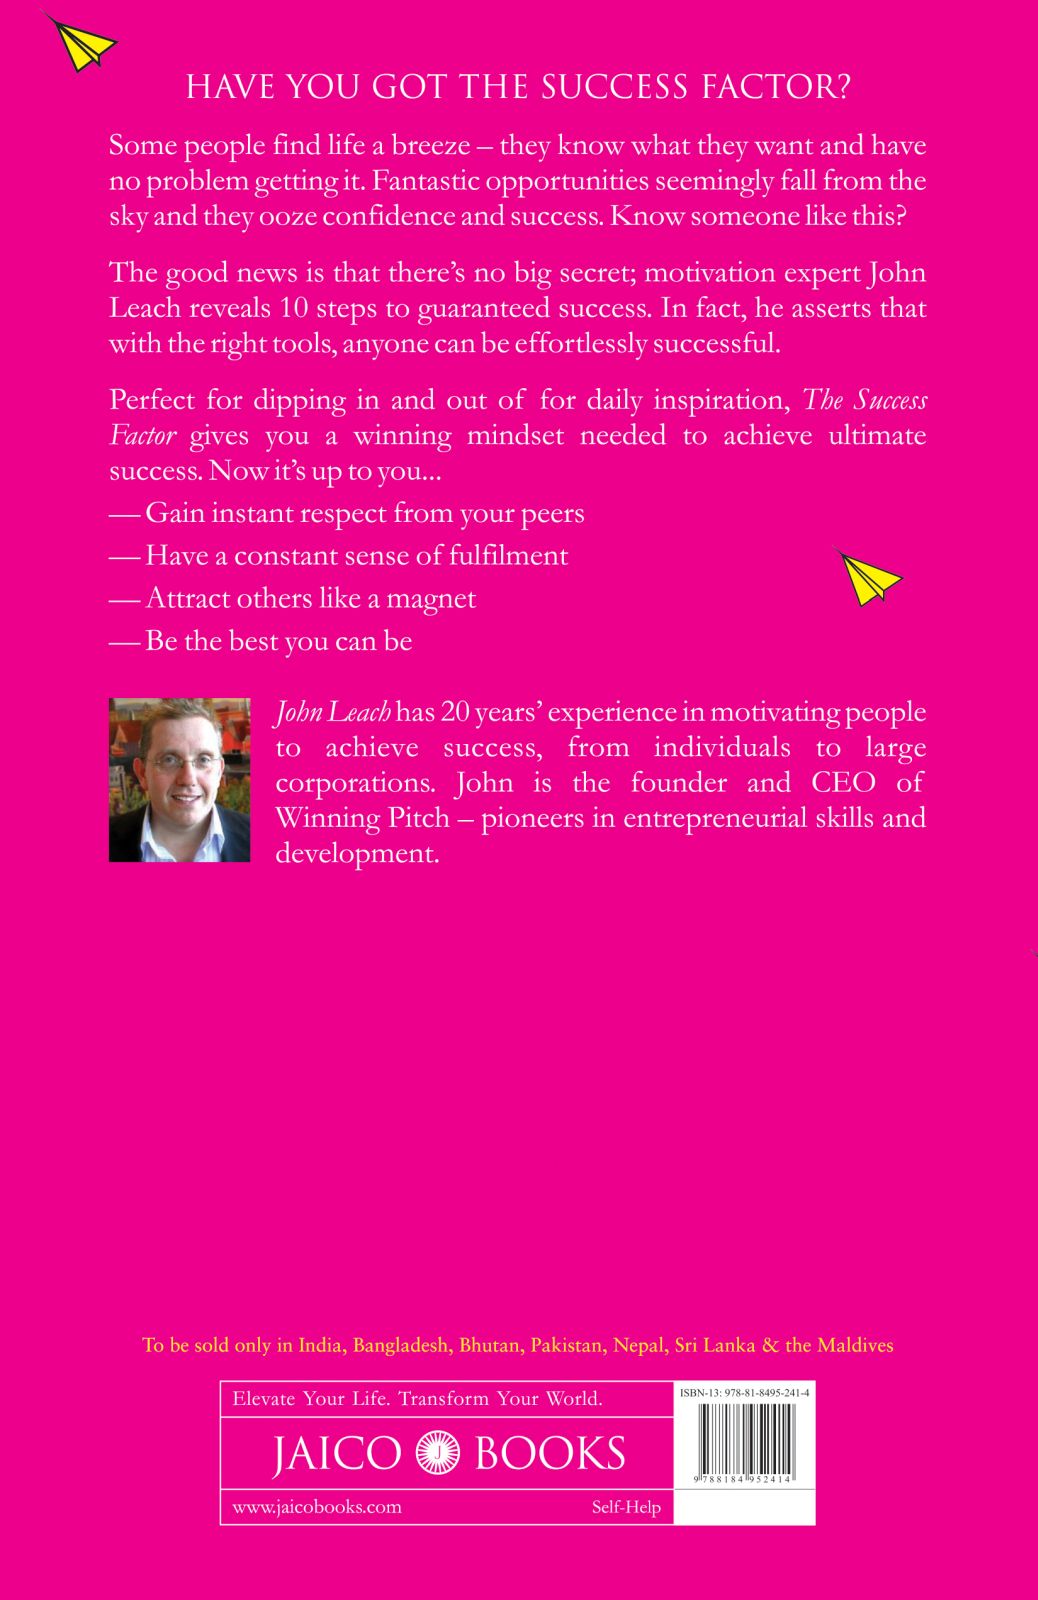 HAVE YOU GOT THE SUCCESS FACTOR?
Some people find life a breeze – they know what they want and have
no problem getting it. Fantastic opportunities seemingly fall from the
sky and they ooze confidence and success. Know someone like this?
The good news is that there’s no big secret; motivation expert John
Leach reveals 10 steps to guaranteed success. In fact, he asserts that
with the right tools, anyone can be effortlessly successful.
Perfect for dipping in and out of for daily inspiration, The Success
Factor gives you a winning mindset needed to achieve ultimate
success. Now it’s up to you...
— Gain instant respect from your peers
— Have a constant sense of fulfilment
— Attract others like a magnet
— Be the best you can be
John Leach has 20 years’ experience in motivating people
to achieve success, from individuals to large
corporations. John is the founder and CEO of
Winning Pitch – pioneers in entrepreneurial skills and
development.
To be sold only in India, Bangladesh, Bhutan, Pakistan, Nepal, Sri Lanka & the Maldives
Elevate Your Life. Transform Your World.
JAICO J BOOKS
www.jaicobooks.com Self-Help
ISBN-13: 978-81-8495-241-4
9 788184 952414